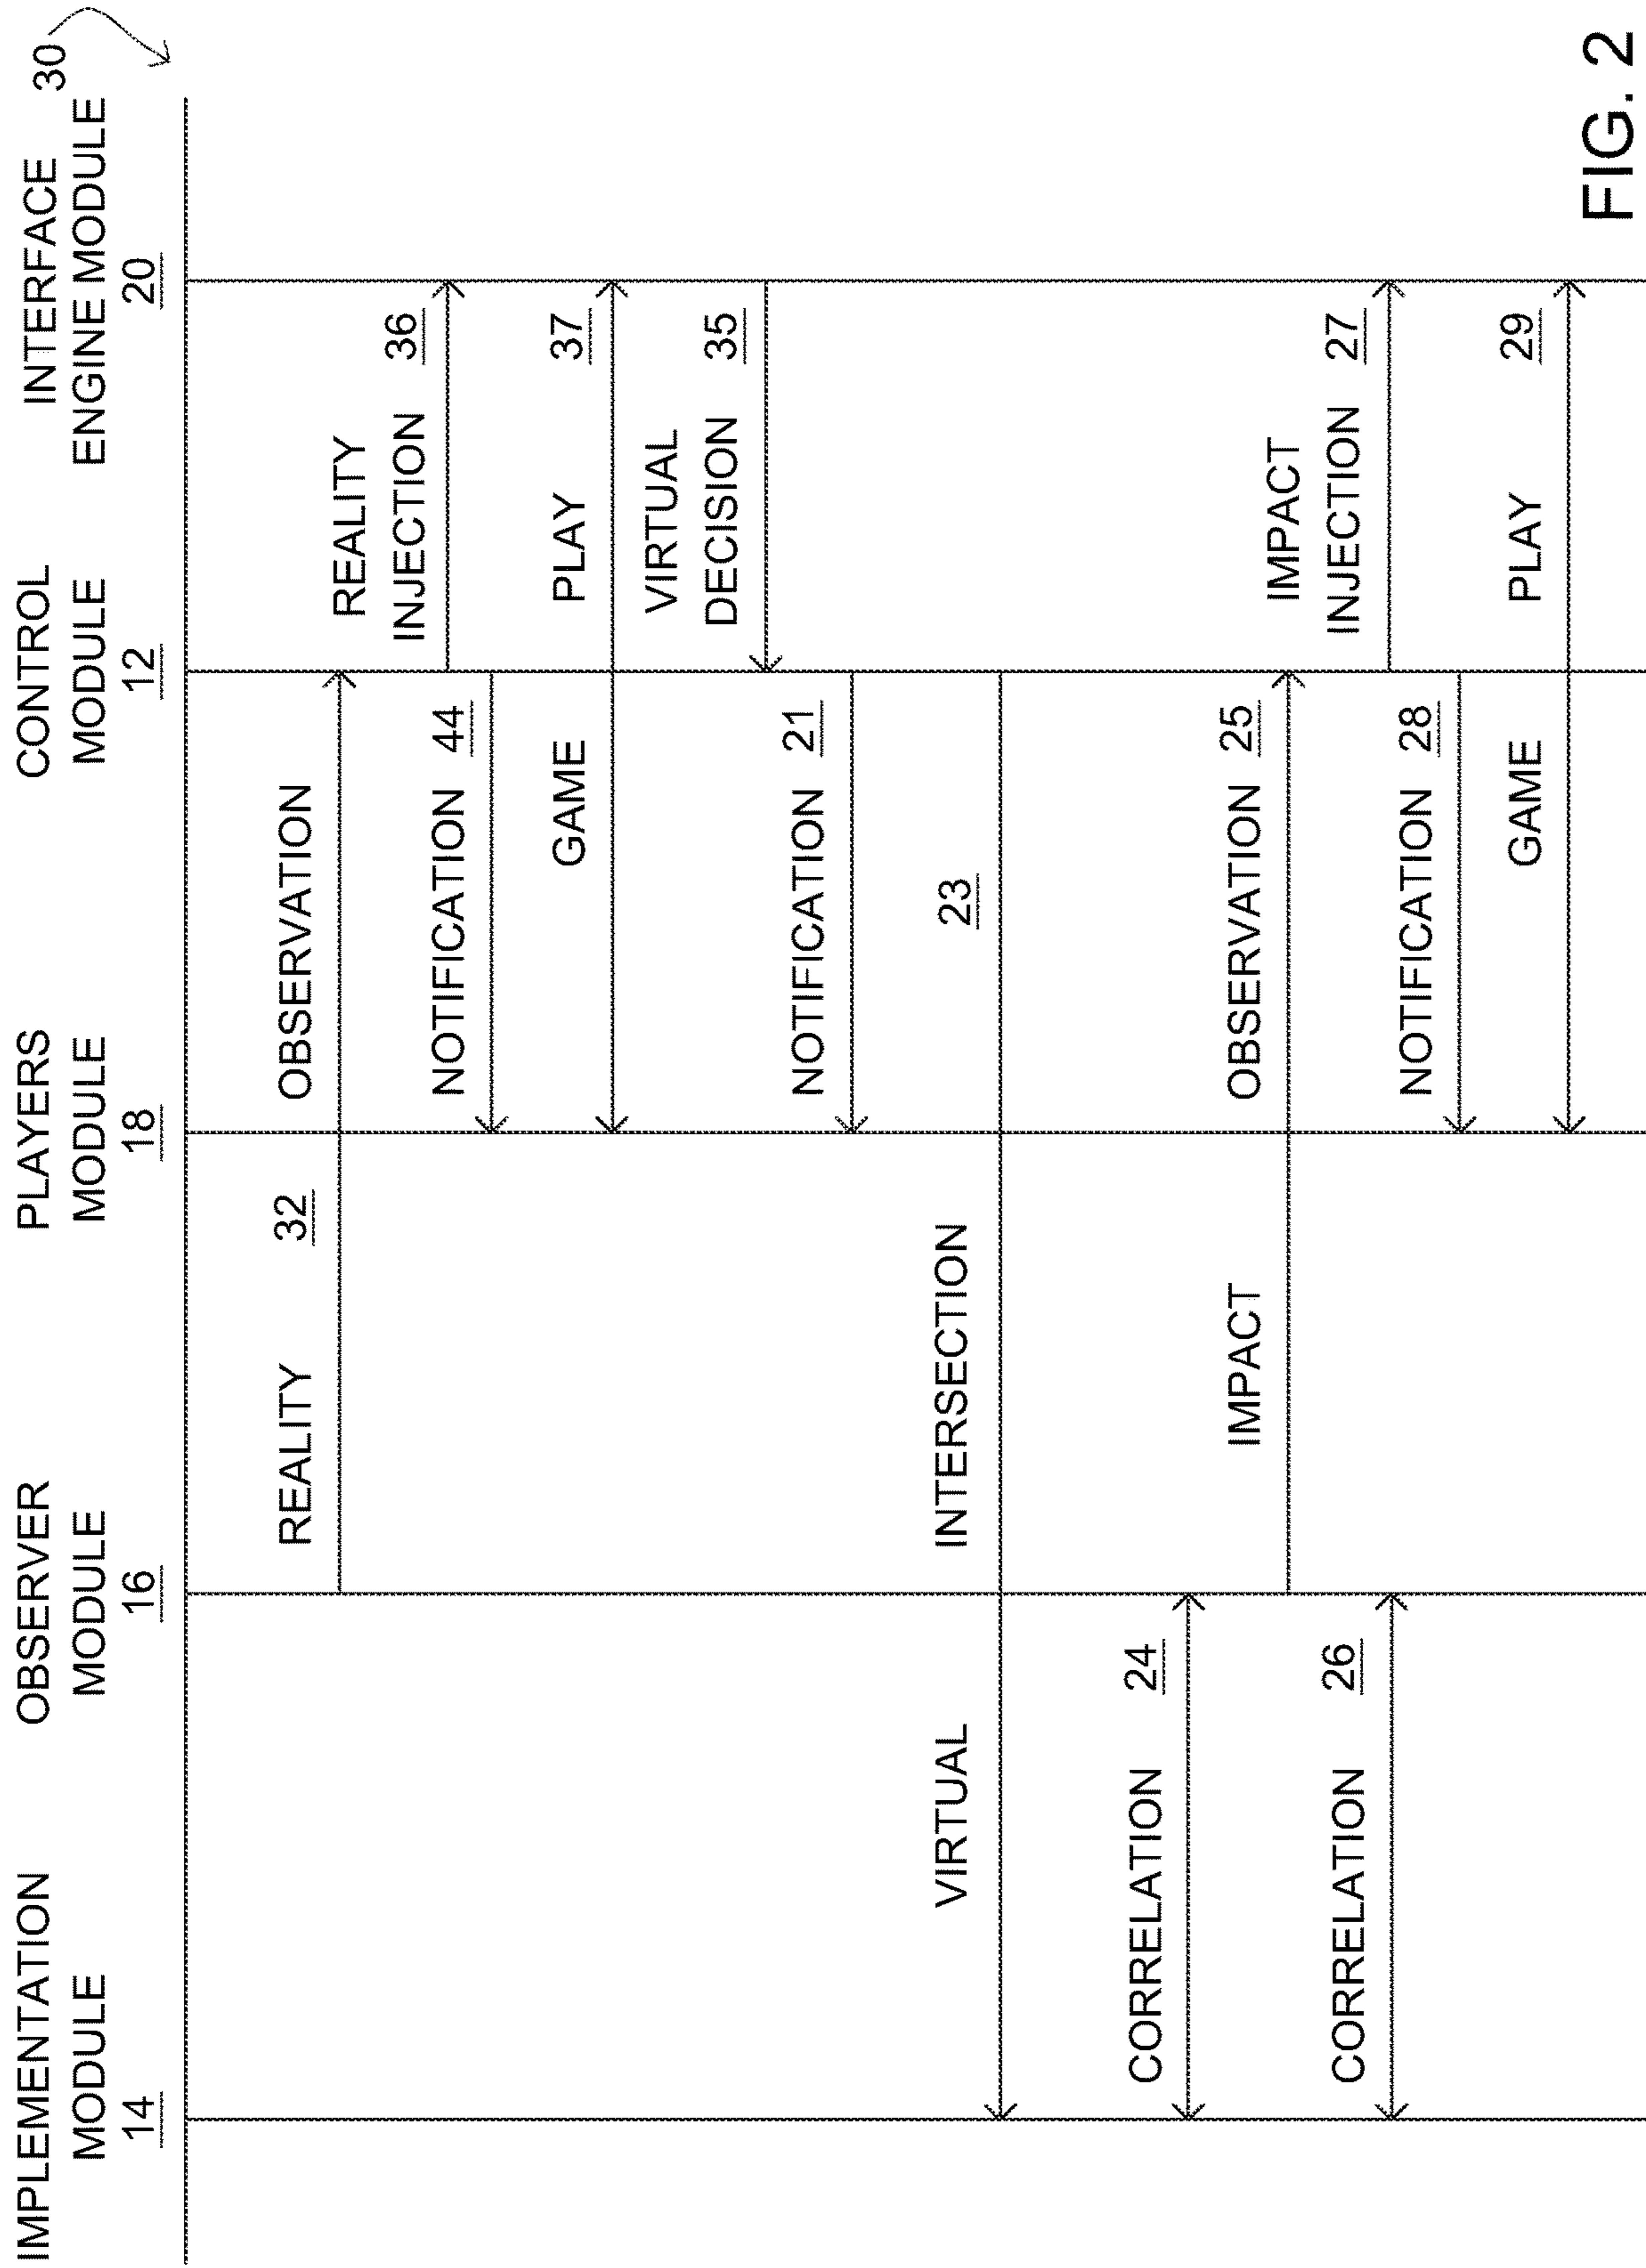 30
IMPLEMENTATION MODULE
14
OBSERVER MODULE
16
PLAYERS MODULE
18
CONTROL MODULE
12
INTERFACE ENGINE MODULE
20
REALITY 32 OBSERVATION
REALITY
INJECTION 36
NOTIFICATION 44
GAME PLAY 37
VIRTUAL
DECISION 35
NOTIFICATION 21
VIRTUAL INTERSECTION 23
CORRELATION 24
IMPACT OBSERVATION 25
IMPACT
INJECTION 27
CORRELATION 26
NOTIFICATION 28
GAME PLAY 29
FIG. 2